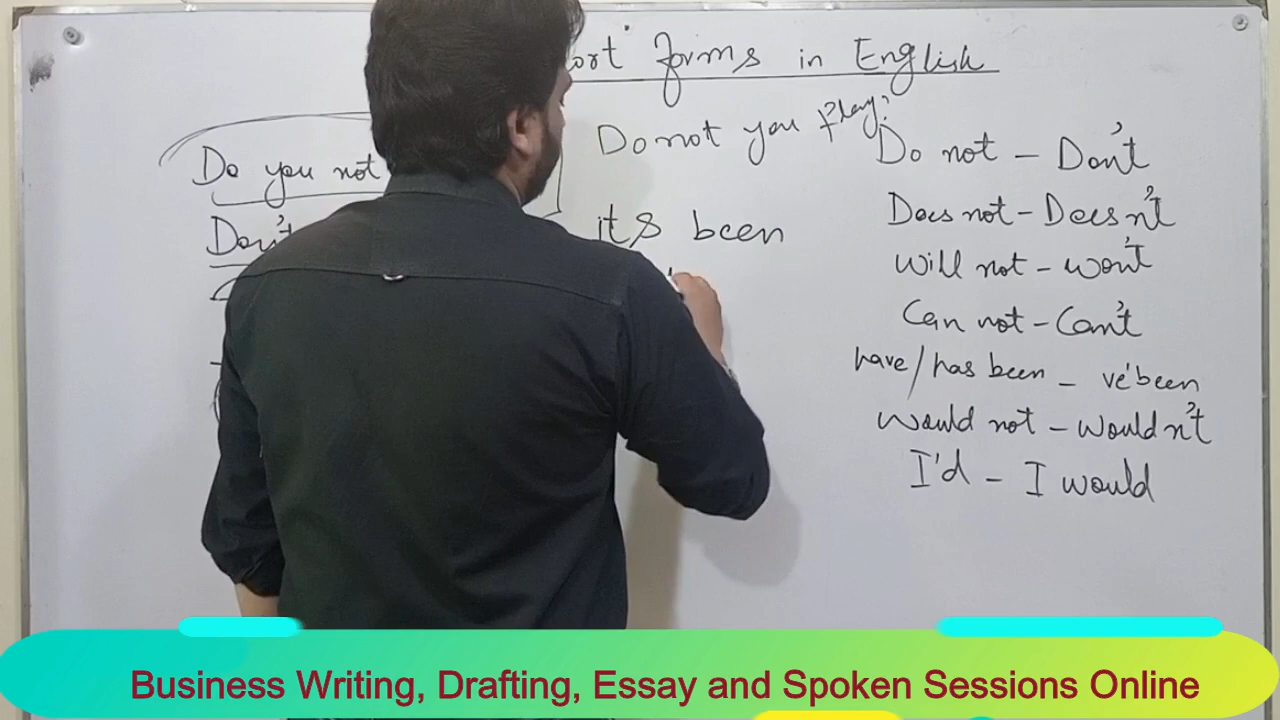 ort forms in English
Do you not
Don't
Do not you Play?
its been
Do not - Don't
Does not - Doesn't
Will not - won't
Can not - Can't
have/has been - ve'been
Would not - Wouldn't
I'd - I would
Business Writing, Drafting, Essay and Spoken Sessions Online